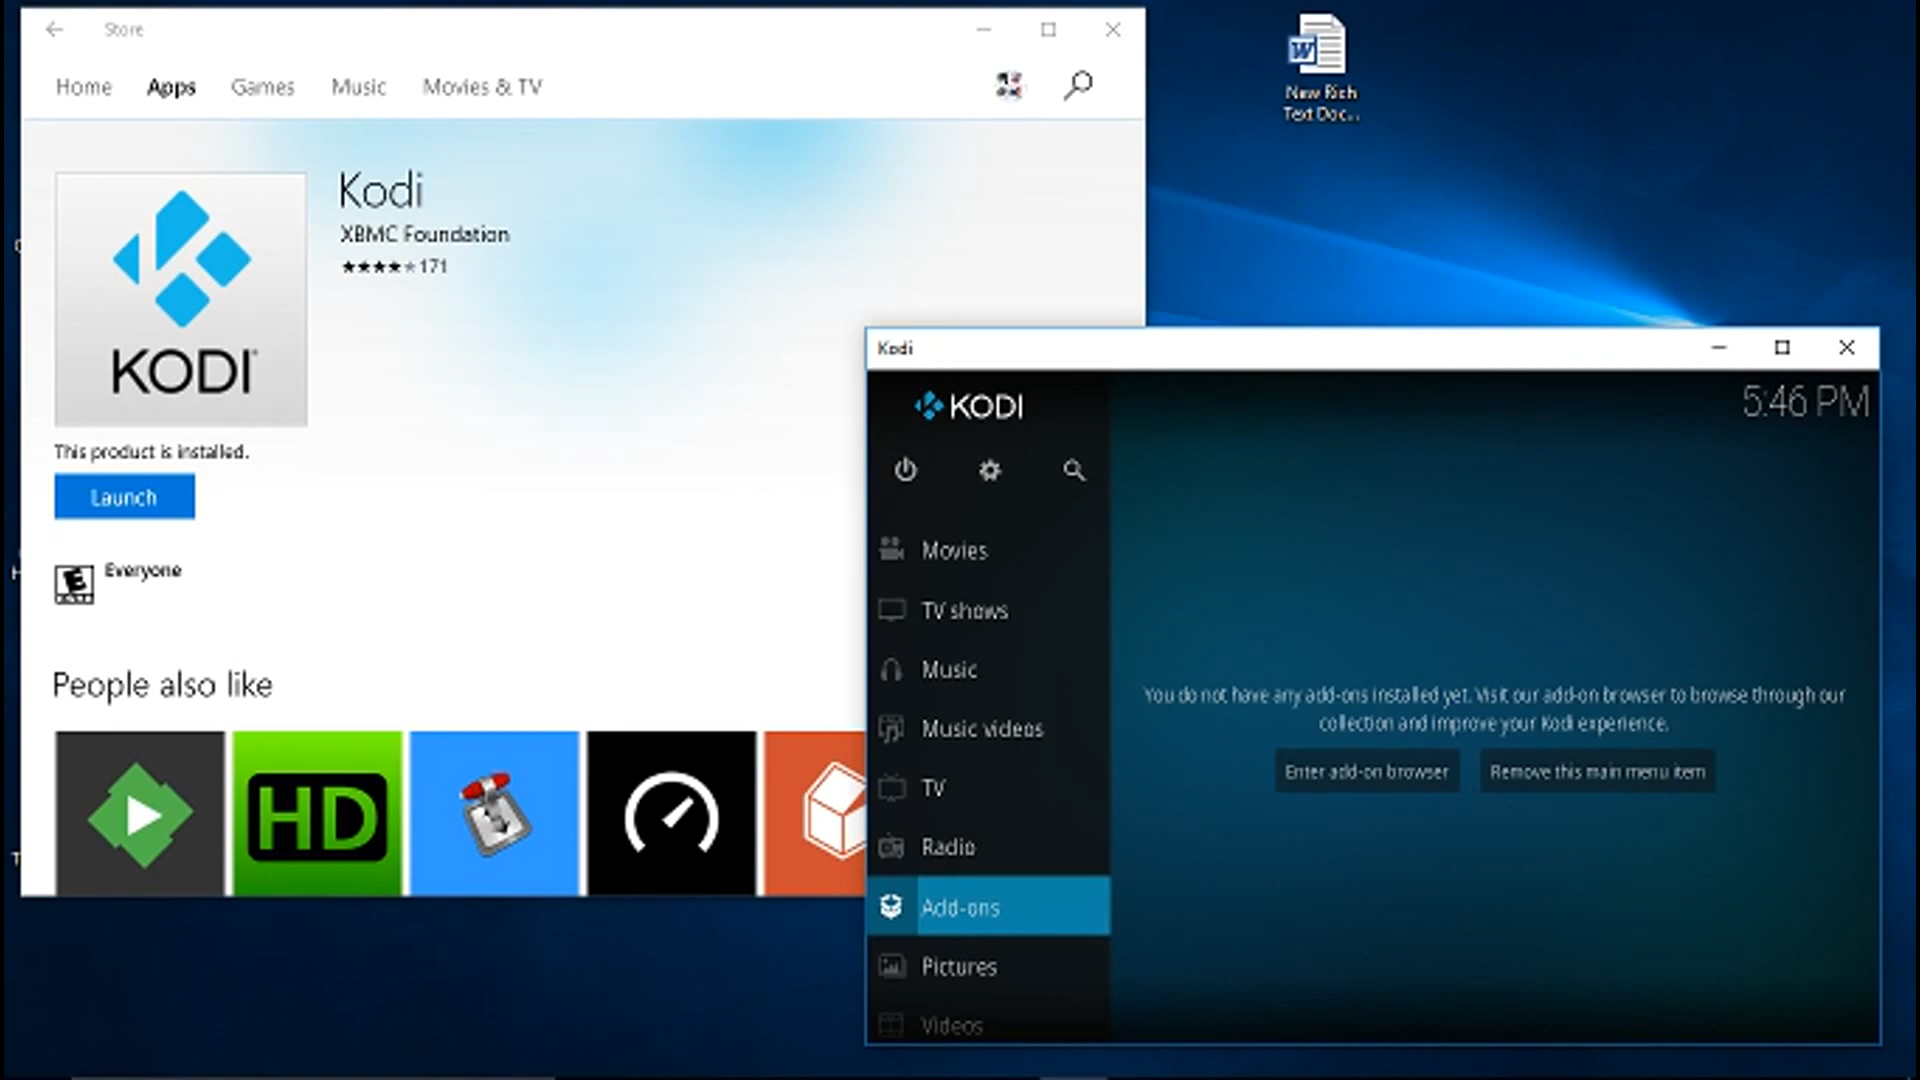 Store
Home Apps Games Music Movies & TV
Kodi
XBMC Foundation
171
KODI
This product is installed.
Launch
E
Everyone
People also like
HD
New Rich
Text Doc...
Kodi
KODI
5:46 PM
Movies
TV shows
Music
Music videos
TV
Radio
Add-ons
Pictures
Videos
You do not have any add-ons installed yet. Visit our add-on browser to browse through our
collection and improve your Kodi experience.
Enter add-on browser Remove this main menu item